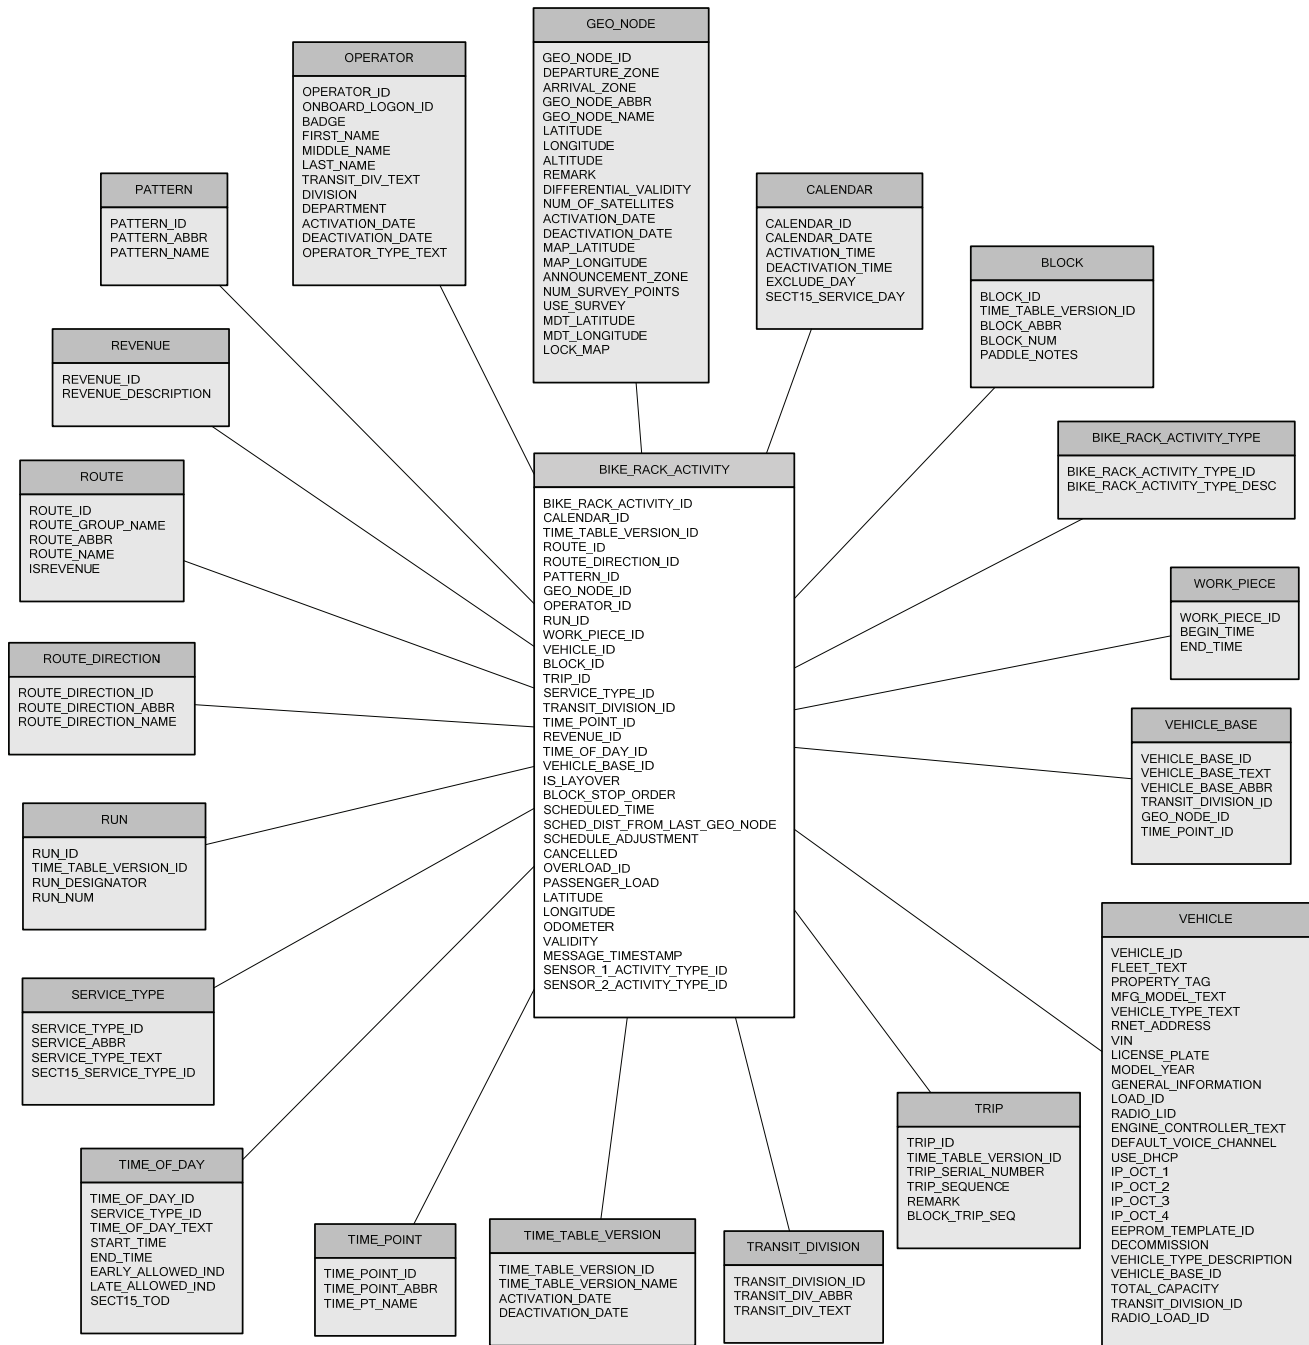 GEO_NODE
GEO_NODE_ID
DEPARTURE_ZONE
ARRIVAL_ZONE
GEO_NODE_ABBR
GEO_NODE_NAME
LATITUDE
LONGITUDE
ALTITUDE
REMARK
DIFFERENTIAL_VALIDITY
NUM_OF_SATELLITES
ACTIVATION_DATE
DEACTIVATION_DATE
MAP_LATITUDE
MAP_LONGITUDE
ANNOUNCEMENT_ZONE
NUM_SURVEY_POINTS
USE_SURVEY
MDT_LATITUDE
MDT_LONGITUDE
LOCK_MAP
OPERATOR
OPERATOR_ID
ONBOARD_LOGON_ID
BADGE
FIRST_NAME
MIDDLE_NAME
LAST_NAME
TRANSIT_DIV_TEXT
DIVISION
DEPARTMENT
ACTIVATION_DATE
DEACTIVATION_DATE
OPERATOR_TYPE_TEXT
PATTERN
PATTERN_ID
PATTERN_ABBR
PATTERN_NAME
CALENDAR
CALENDAR_ID
CALENDAR_DATE
ACTIVATION_TIME
DEACTIVATION_TIME
EXCLUDE_DAY
SECT15_SERVICE_DAY
BLOCK
BLOCK_ID
TIME_TABLE_VERSION_ID
BLOCK_ABBR
BLOCK_NUM
PADDLE_NOTES
REVENUE
REVENUE_ID
REVENUE_DESCRIPTION
BIKE_RACK_ACTIVITY_TYPE
BIKE_RACK_ACTIVITY_TYPE_ID
BIKE_RACK_ACTIVITY_TYPE_DESC
ROUTE
ROUTE_ID
ROUTE_GROUP_NAME
ROUTE_ABBR
ROUTE_NAME
ISREVENUE
BIKE_RACK_ACTIVITY
BIKE_RACK_ACTIVITY_ID
CALENDAR_ID
TIME_TABLE_VERSION_ID
ROUTE_ID
ROUTE_DIRECTION_ID
PATTERN_ID
GEO_NODE_ID
OPERATOR_ID
RUN_ID
WORK_PIECE_ID
VEHICLE_ID
BLOCK_ID
TRIP_ID
SERVICE_TYPE_ID
TRANSIT_DIVISION_ID
TIME_POINT_ID
REVENUE_ID
TIME_OF_DAY_ID
VEHICLE_BASE_ID
IS_LAYOVER
BLOCK_STOP_ORDER
SCHEDULED_TIME
SCHED_DIST_FROM_LAST_GEO_NODE
SCHEDULE_ADJUSTMENT
CANCELLED
OVERLOAD_ID
PASSENGER_LOAD
LATITUDE
LONGITUDE
ODOMETER
VALIDITY
MESSAGE_TIMESTAMP
SENSOR_1_ACTIVITY_TYPE_ID
SENSOR_2_ACTIVITY_TYPE_ID
WORK_PIECE
WORK_PIECE_ID
BEGIN_TIME
END_TIME
ROUTE_DIRECTION
ROUTE_DIRECTION_ID
ROUTE_DIRECTION_ABBR
ROUTE_DIRECTION_NAME
VEHICLE_BASE
VEHICLE_BASE_ID
VEHICLE_BASE_TEXT
VEHICLE_BASE_ABBR
TRANSIT_DIVISION_ID
GEO_NODE_ID
TIME_POINT_ID
RUN
RUN_ID
TIME_TABLE_VERSION_ID
RUN_DESIGNATOR
RUN_NUM
VEHICLE
VEHICLE_ID
FLEET_TEXT
PROPERTY_TAG
MFG_MODEL_TEXT
VEHICLE_TYPE_TEXT
RNET_ADDRESS
VIN
LICENSE_PLATE
MODEL_YEAR
GENERAL_INFORMATION
LOAD_ID
RADIO_LID
ENGINE_CONTROLLER_TEXT
DEFAULT_VOICE_CHANNEL
USE_DHCP
IP_OCT_1
IP_OCT_2
IP_OCT_3
IP_OCT_4
EEPROM_TEMPLATE_ID
DECOMMISSION
VEHICLE_TYPE_DESCRIPTION
VEHICLE_BASE_ID
TOTAL_CAPACITY
TRANSIT_DIVISION_ID
RADIO_LOAD_ID
SERVICE_TYPE
SERVICE_TYPE_ID
SERVICE_ABBR
SERVICE_TYPE_TEXT
SECT15_SERVICE_TYPE_ID
TRIP
TRIP_ID
TIME_TABLE_VERSION_ID
TRIP_SERIAL_NUMBER
TRIP_SEQUENCE
REMARK
BLOCK_TRIP_SEQ
TIME_OF_DAY
TIME_OF_DAY_ID
SERVICE_TYPE_ID
TIME_OF_DAY_TEXT
START_TIME
END_TIME
EARLY_ALLOWED_IND
LATE_ALLOWED_IND
SECT15_TOD
TIME_POINT
TIME_POINT_ID
TIME_POINT_ABBR
TIME_PT_NAME
TIME_TABLE_VERSION
TIME_TABLE_VERSION_ID
TIME_TABLE_VERSION_NAME
ACTIVATION_DATE
DEACTIVATION_DATE
TRANSIT_DIVISION
TRANSIT_DIVISION_ID
TRANSIT_DIV_ABBR
TRANSIT_DIV_TEXT